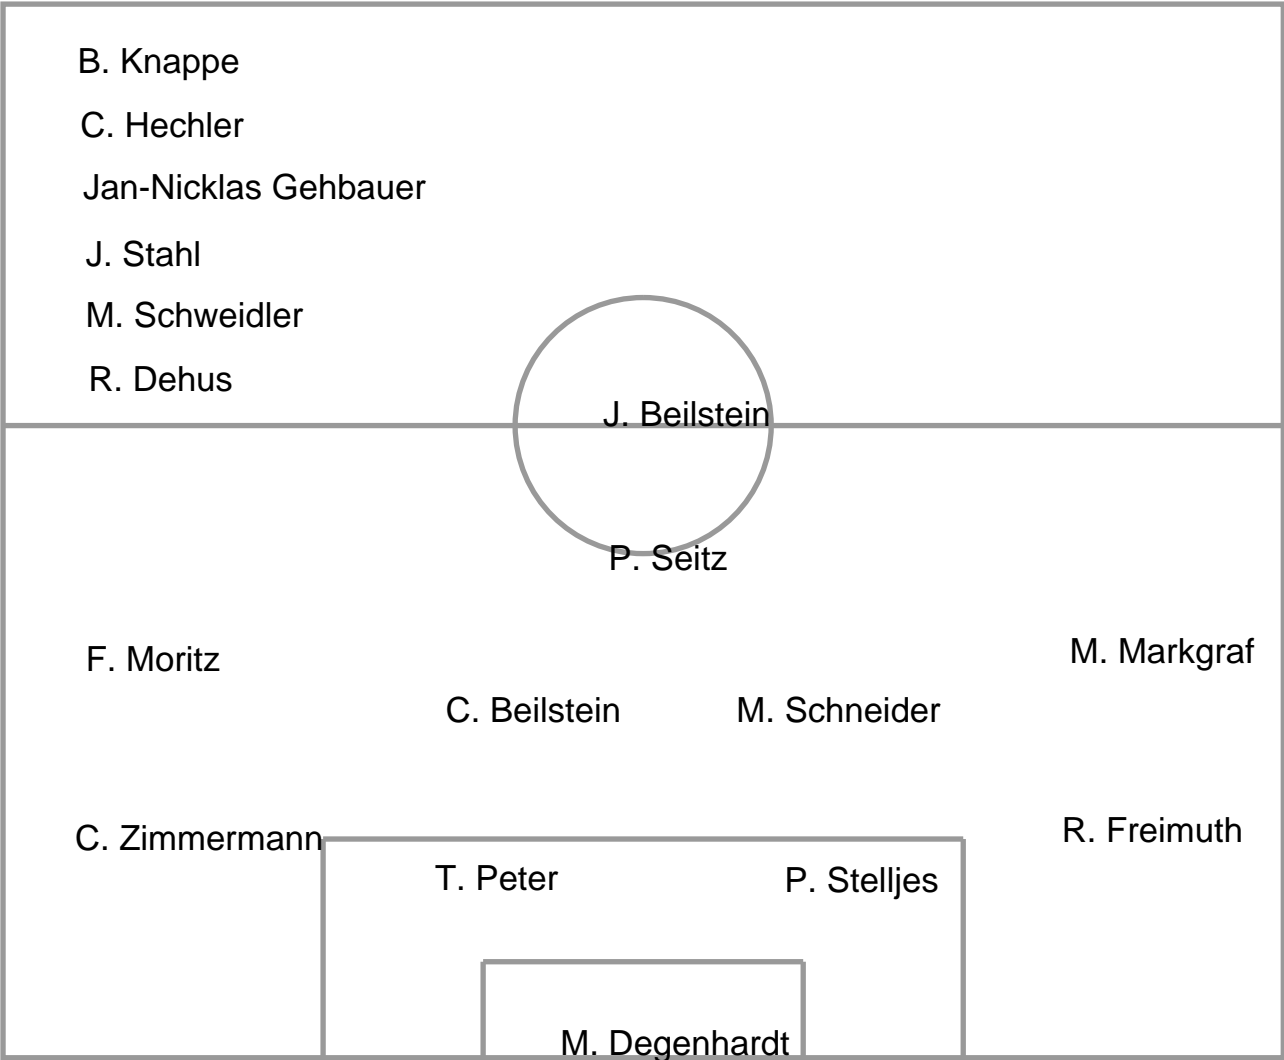 B. Knappe
C. Hechler
Jan-Nicklas Gehbauer
J. Stahl
M. Schweidler
R. Dehus
J. Beilstein
P. Seitz
F. Moritz
M. Markgraf
C. Beilstein
M. Schneider
C. Zimmermann
R. Freimuth
T. Peter
P. Stelljes
M. Degenhardt